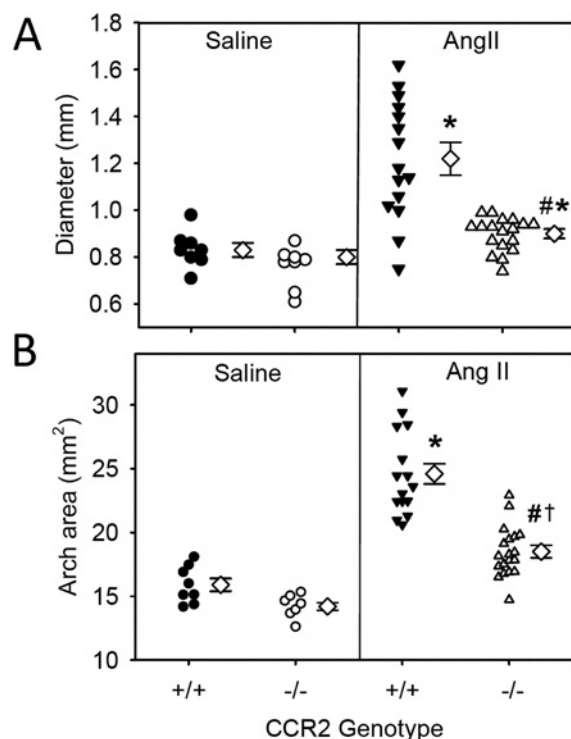 A
Saline
AngII
Diameter (mm)
1.8
1.6
1.4
1.2
1.0
0.8
0.6
*
#*
B
Saline
Ang II
Arch area (mm²)
30
20
15
10
*
#†
+/+
-/-
+/+
-/-
CCR2 Genotype